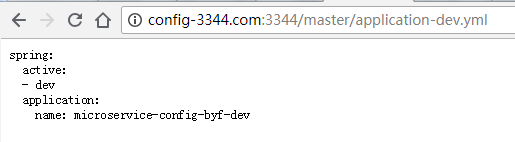 config-3344.com:3344/master/application-dev.yml
spring:
  active:
  - dev
  application:
    name: microservice-config-byf-dev